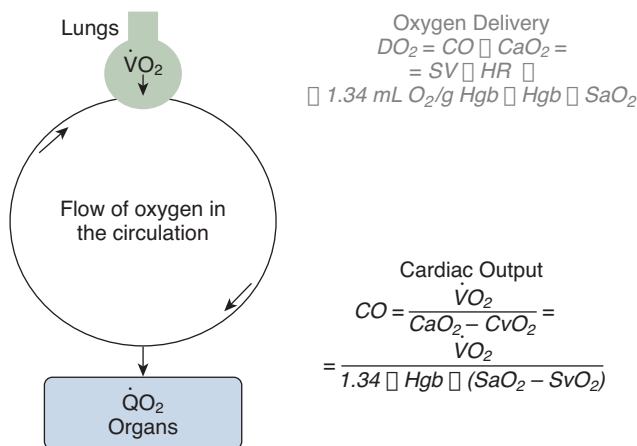 Lungs
V̇O₂
Flow of oxygen in
the circulation
Q̇O₂
Organs
Oxygen Delivery
DO₂ = CO ▯ CaO₂ =
= SV ▯ HR ▯
▯ 1.34 mL O₂/g Hgb ▯ Hgb ▯ SaO₂
Cardiac Output
CO = V̇O₂ / CaO₂ – CvO₂ =
= V̇O₂ / 1.34 ▯ Hgb ▯ (SaO₂ – SvO₂)